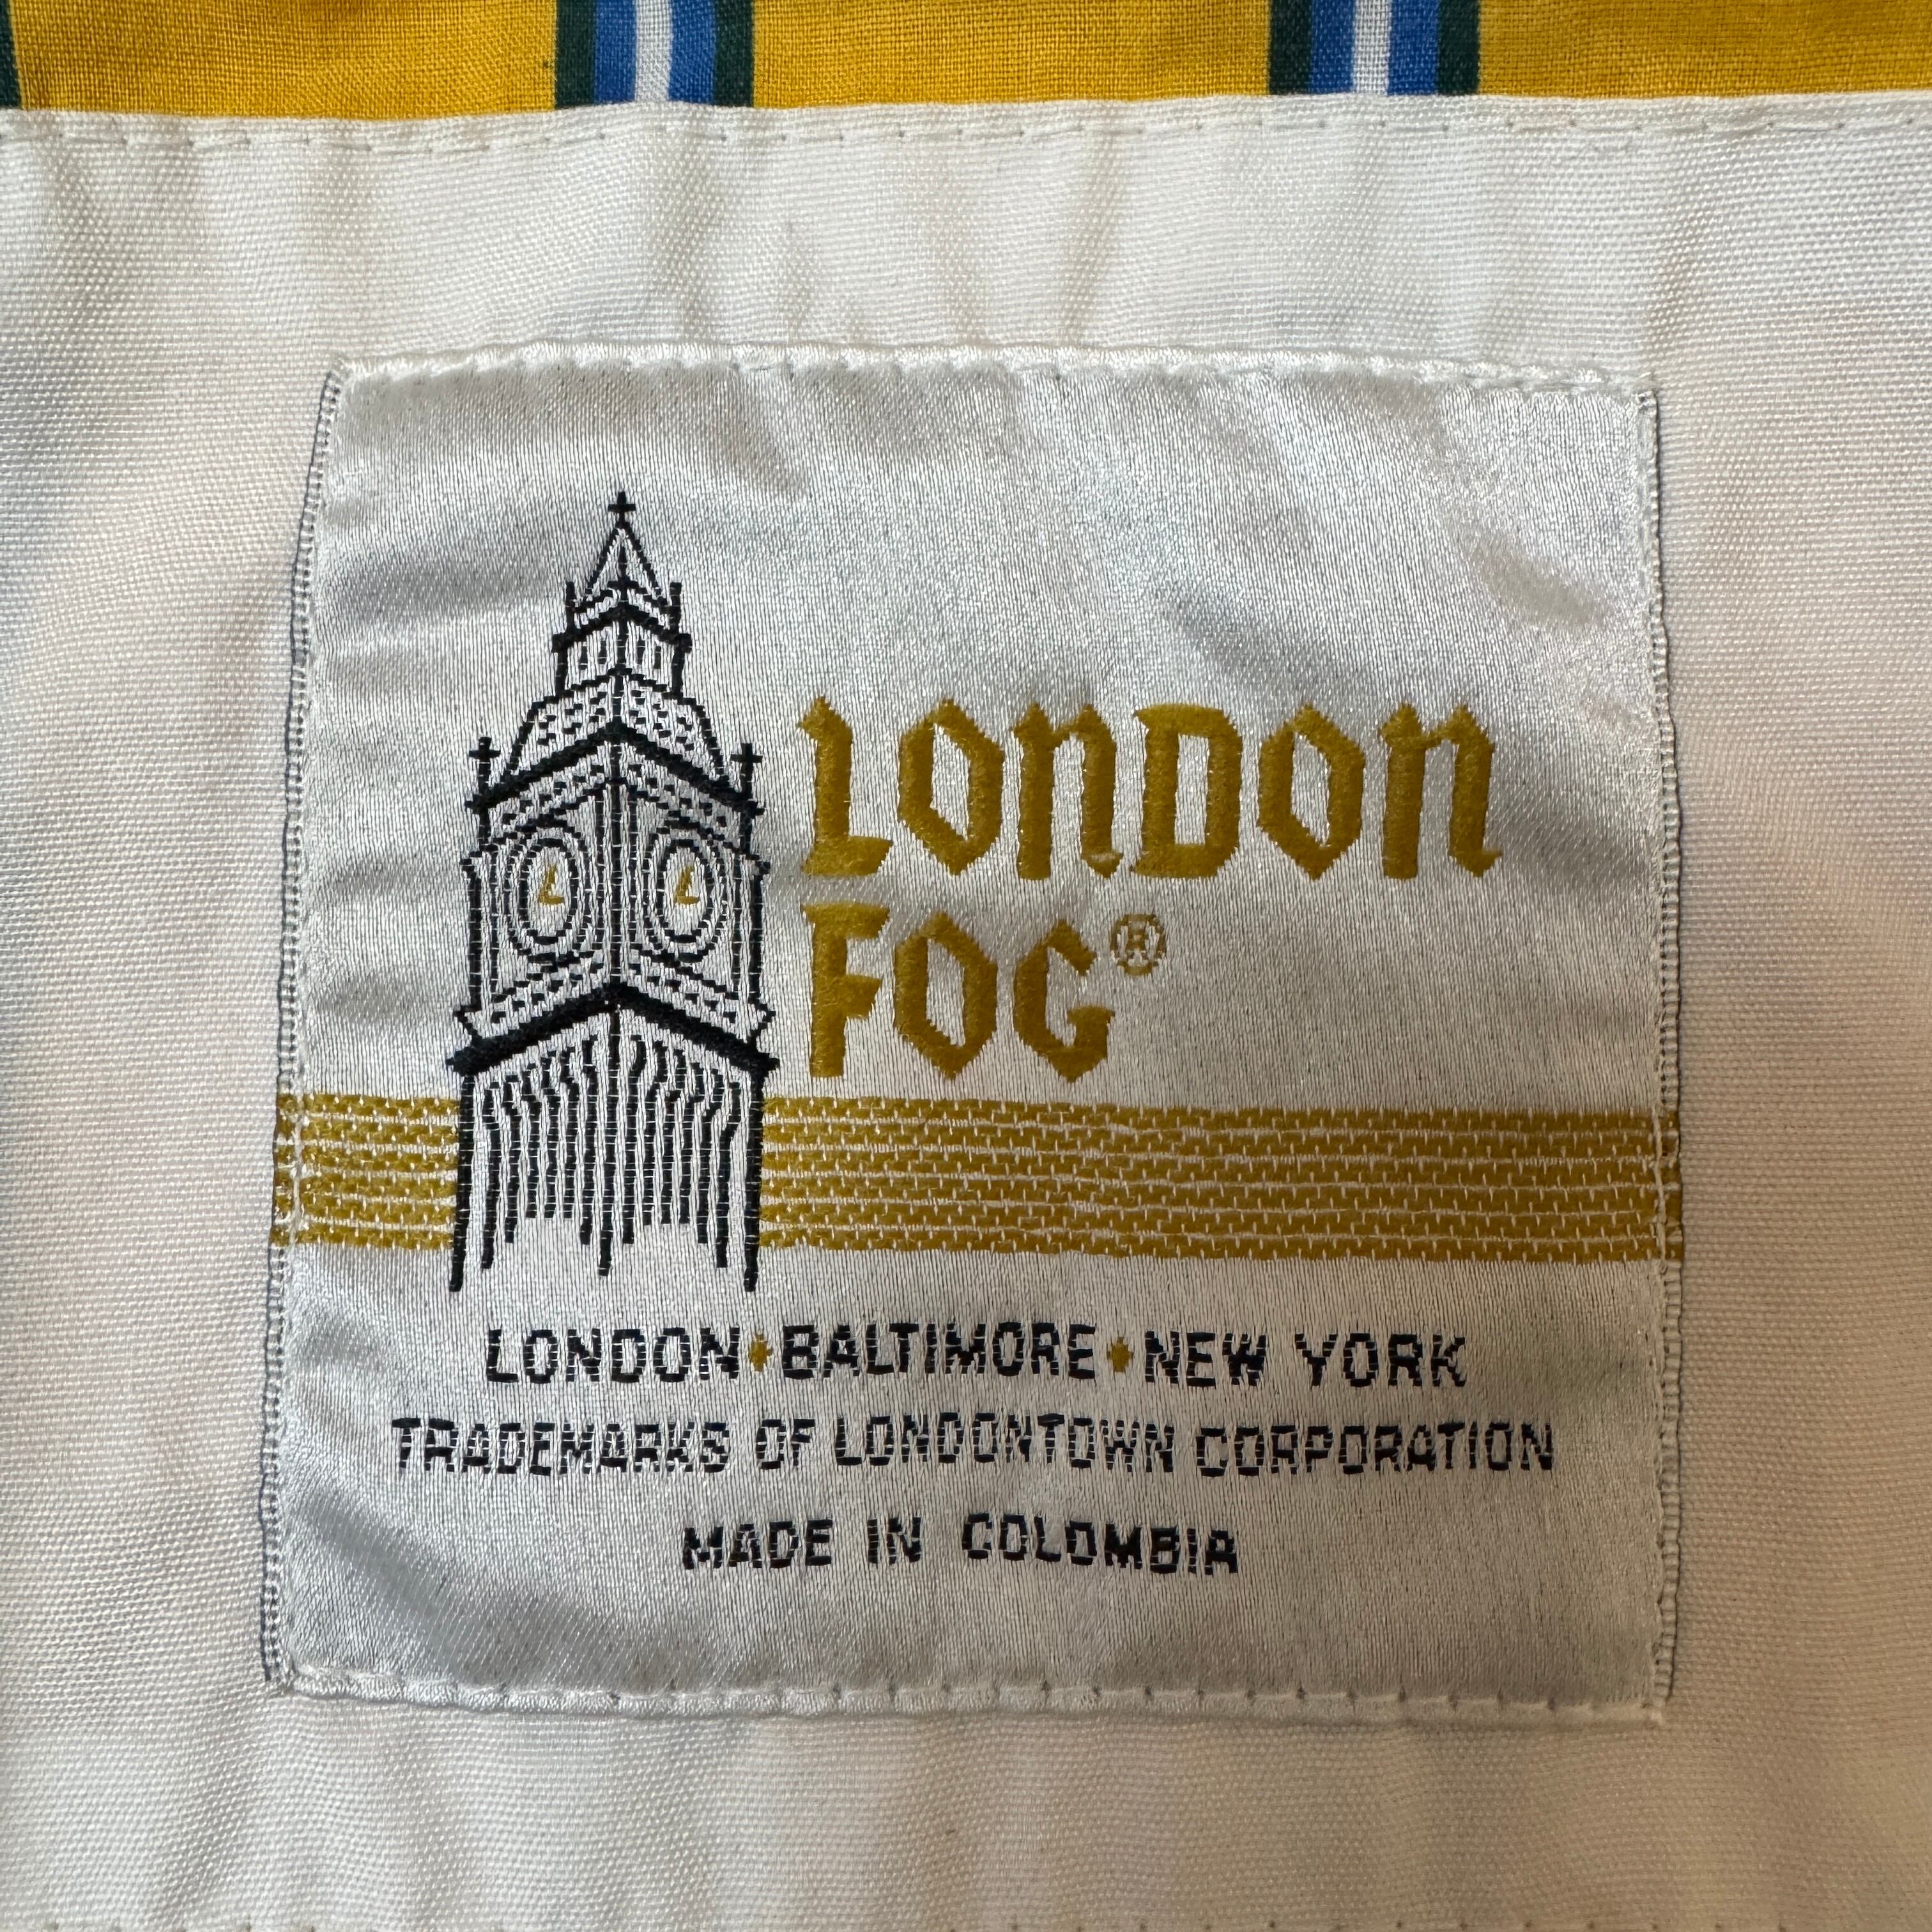 L L
LONDON
FOG®
LONDON♦BALTIMORE♦NEW YORK
TRADEMARKS OF LONDONTOWN CORPORATION
MADE IN COLOMBIA